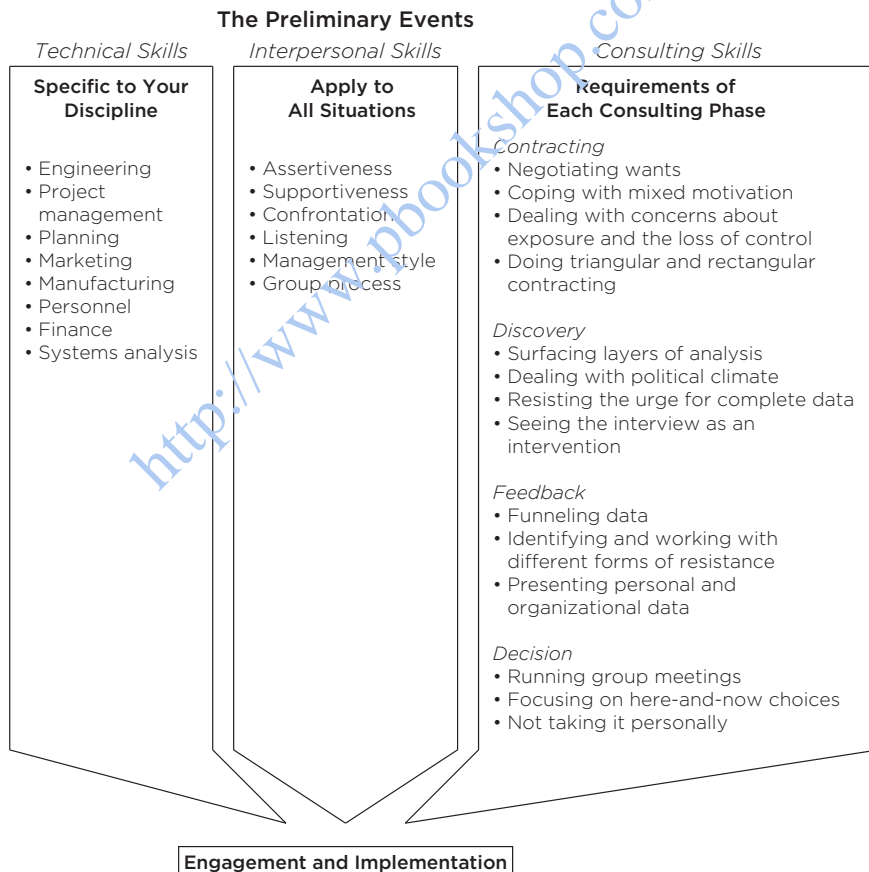 The Preliminary Events
Technical Skills
Interpersonal Skills
Consulting Skills
Specific to Your
Discipline
• Engineering
• Project
management
• Planning
• Marketing
• Manufacturing
• Personnel
• Finance
• Systems analysis
Apply to
All Situations
• Assertiveness
• Supportiveness
• Confrontation
• Listening
• Management style
• Group process
Requirements of
Each Consulting Phase
Contracting
• Negotiating wants
• Coping with mixed motivation
• Dealing with concerns about
exposure and the loss of control
• Doing triangular and rectangular
contracting
Discovery
• Surfacing layers of analysis
• Dealing with political climate
• Resisting the urge for complete data
• Seeing the interview as an
intervention
Feedback
• Funneling data
• Identifying and working with
different forms of resistance
• Presenting personal and
organizational data
Decision
• Running group meetings
• Focusing on here-and-now choices
• Not taking it personally
Engagement and Implementation
http://www.pbookshop.co